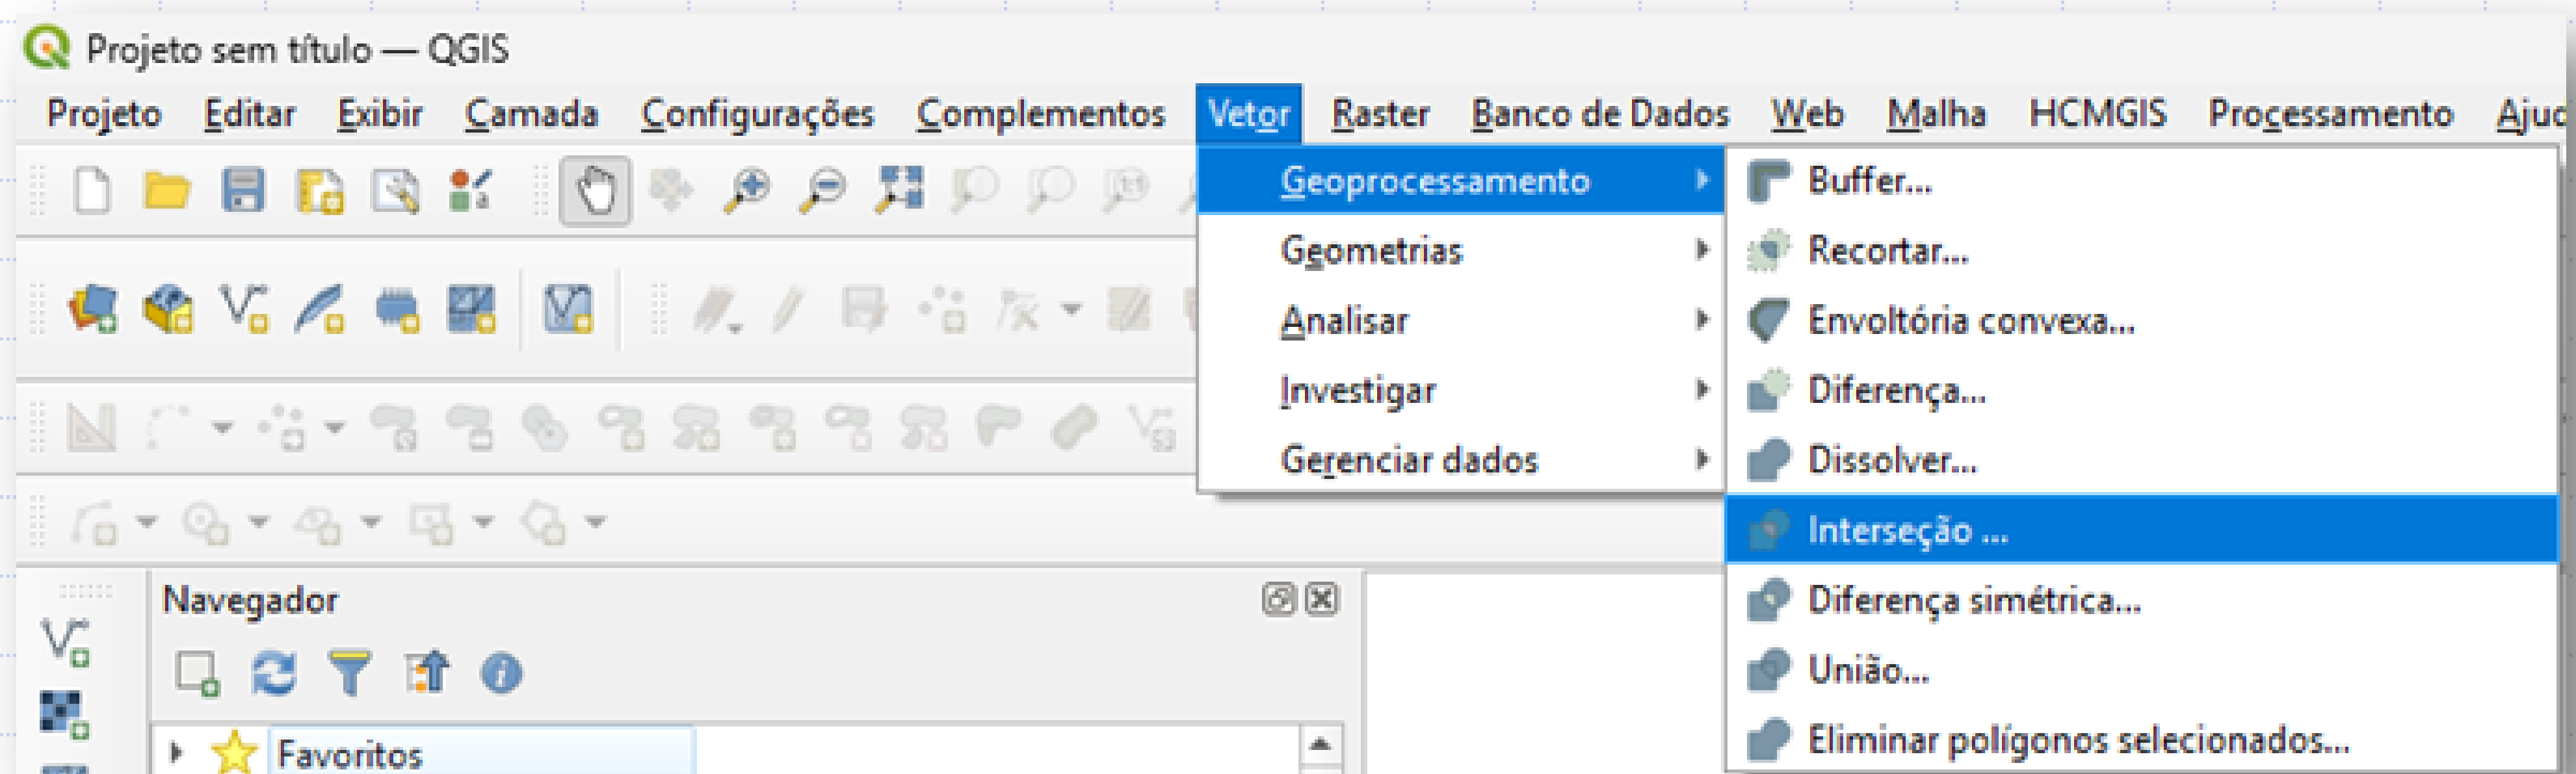 Projeto sem título — QGIS
Projeto Editar Exibir Camada Configurações Complementos Vetor Raster Banco de Dados Web Malha HCMGIS Processamento Ajud
Geoprocessamento
Geometrias
Analisar
Investigar
Gerenciar dados
Buffer...
Recortar...
Envoltória convexa...
Diferença...
Dissolver...
Interseção ...
Diferença simétrica...
União...
Eliminar polígonos selecionados...
Navegador
Favoritos